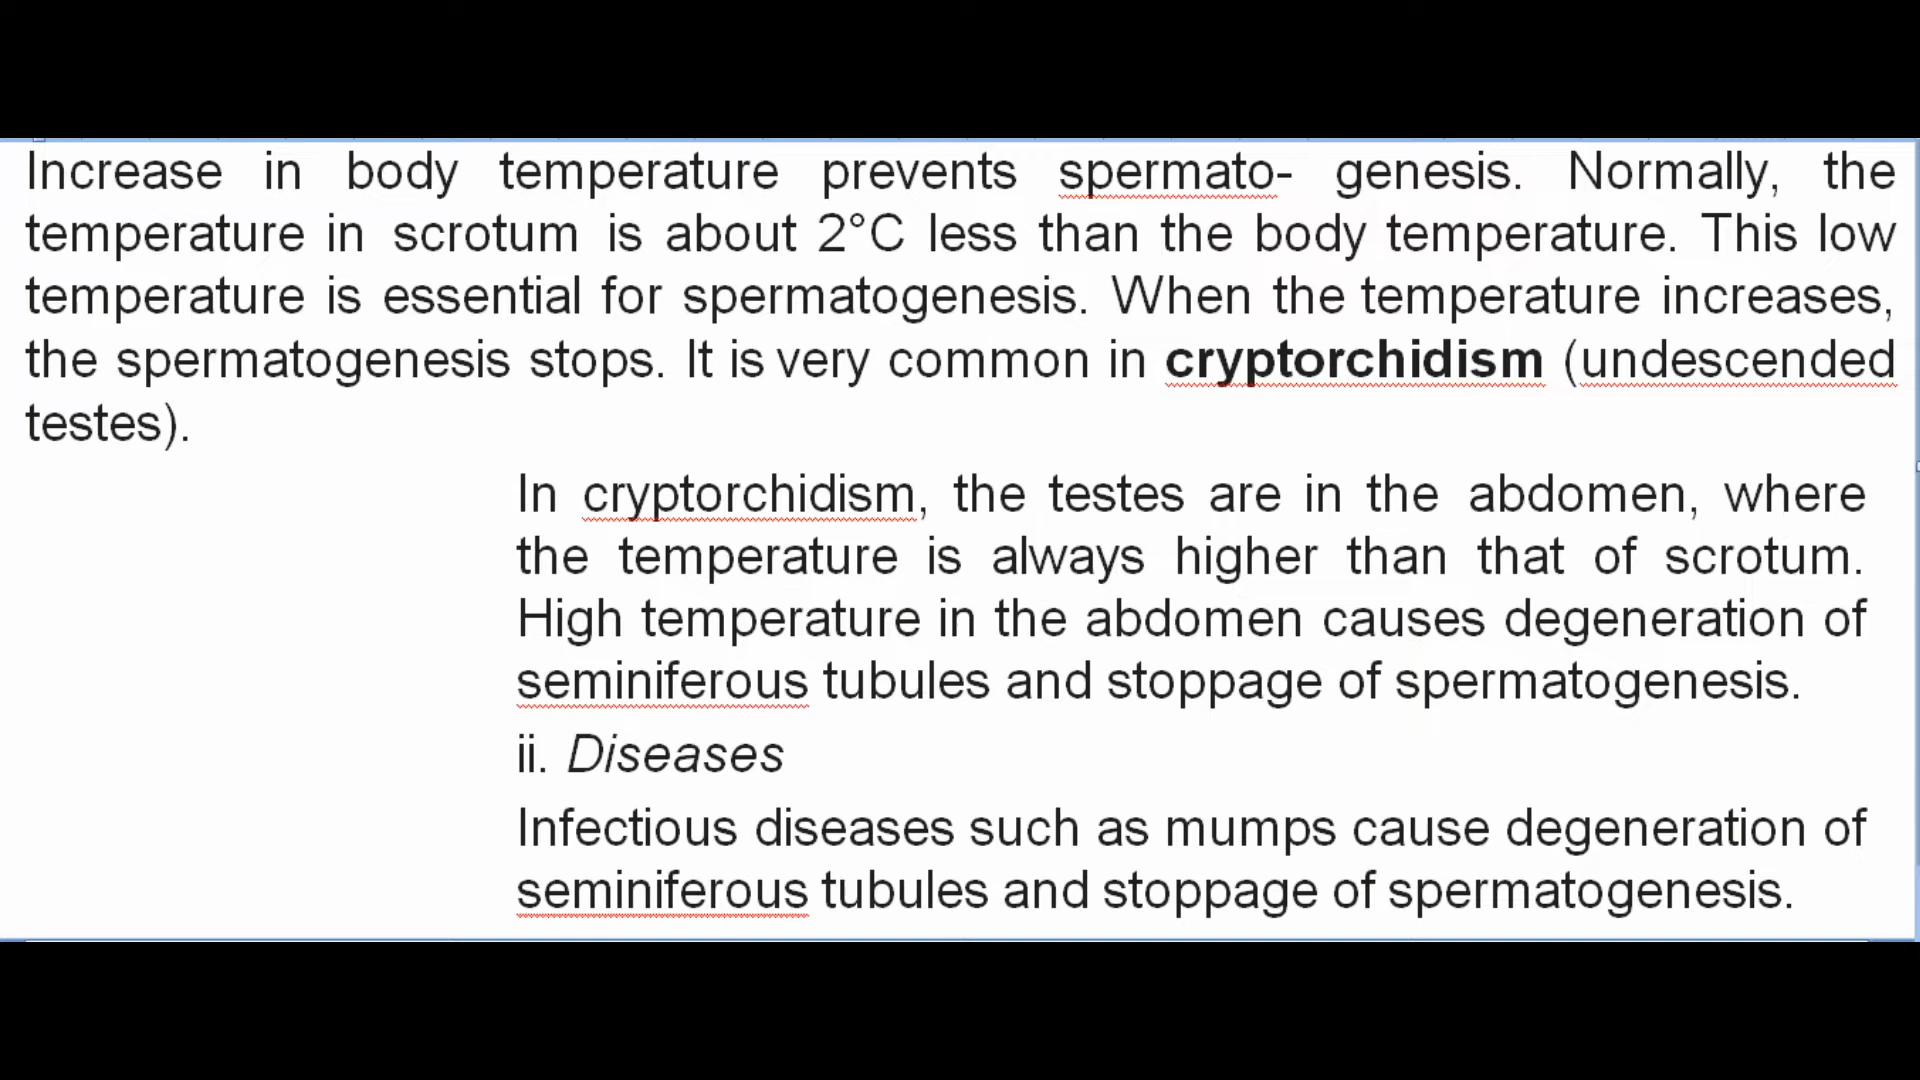 Increase in body temperature prevents spermato- genesis. Normally, the
temperature in scrotum is about 2°C less than the body temperature. This low
temperature is essential for spermatogenesis. When the temperature increases,
the spermatogenesis stops. It is very common in cryptorchidism (undescended
testes).
In cryptorchidism, the testes are in the abdomen, where
the temperature is always higher than that of scrotum.
High temperature in the abdomen causes degeneration of
seminiferous tubules and stoppage of spermatogenesis.
ii. Diseases
Infectious diseases such as mumps cause degeneration of
seminiferous tubules and stoppage of spermatogenesis.